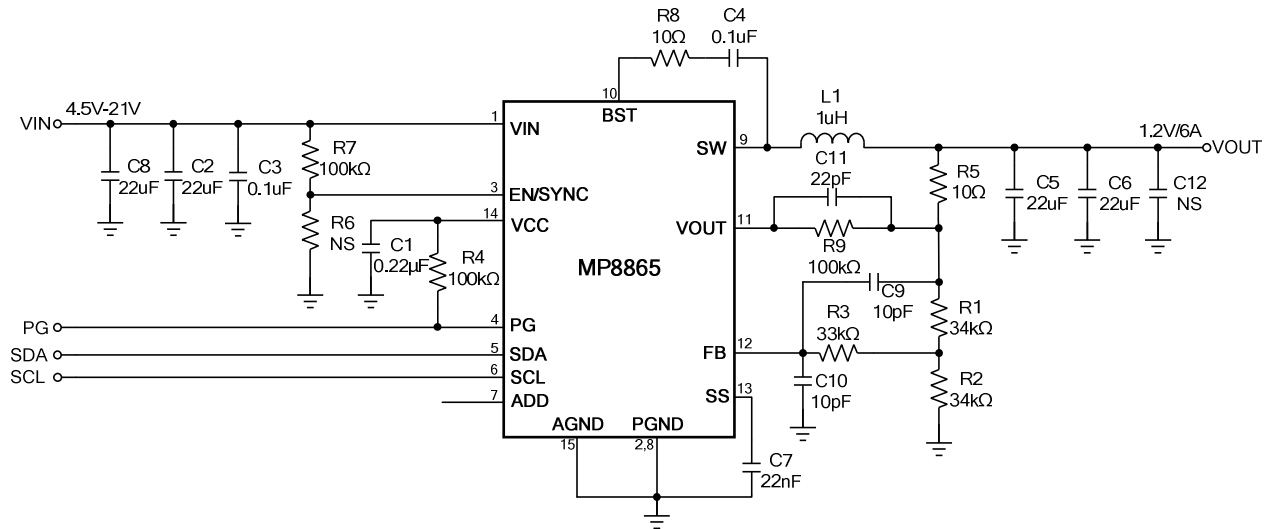 R8
10Ω
C4
0.1uF
10
BST
VIN
4.5V-21V
1
VIN
C8
22uF
C2
22uF
C3
0.1uF
R7
100kΩ
3
EN/SYNC
R6
NS
14
VCC
C1
0.22µF
R4
100kΩ
MP8865
SW
9
L1
1uH
C11
22pF
1.2V/6A
VOUT
R5
10Ω
C5
22uF
C6
22uF
C12
NS
VOUT
11
R9
100kΩ
C9
10pF
R1
34kΩ
R3
33kΩ
PG
4
PG
SDA
5
SDA
SCL
6
SCL
7
ADD
FB
12
C10
10pF
R2
34kΩ
SS
13
AGND
15
PGND
2,8
C7
22nF